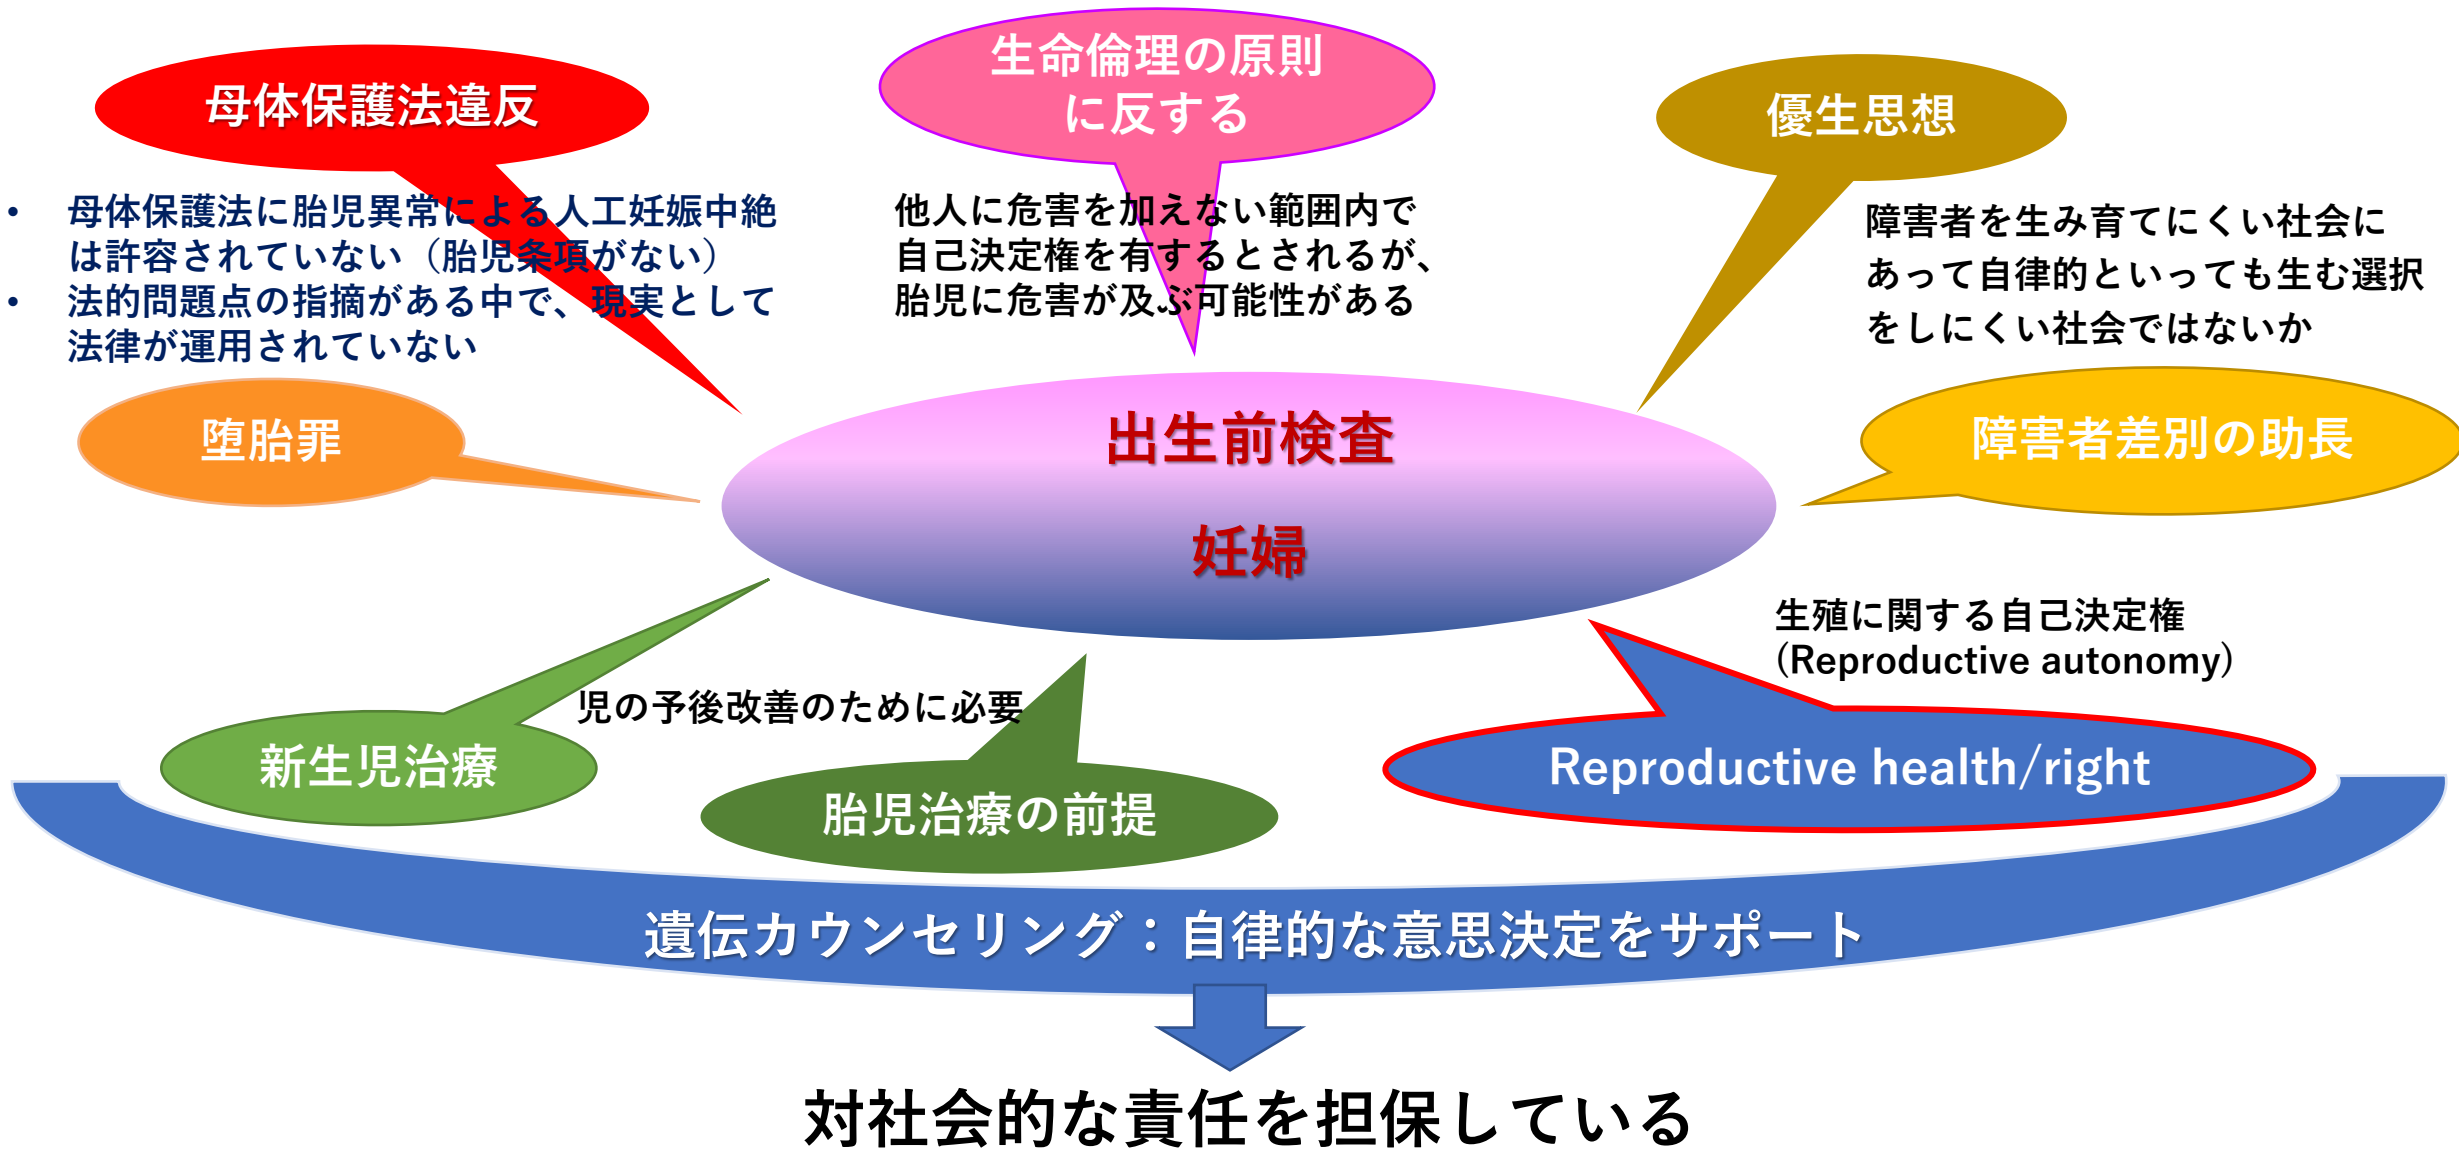 母体保護法違反
• 母体保護法に胎児異常による人工妊娠中絶
は許容されていない（胎児条項がない）
• 法的問題点の指摘がある中で、現実として
法律が運用されていない
堕胎罪
生命倫理の原則
に反する
他人に危害を加えない範囲内で
自己決定権を有するとされるが、
胎児に危害が及ぶ可能性がある
優生思想
障害者を生み育てにくい社会に
あって自律的といっても生む選択
をしにくい社会ではないか
障害者差別の助長
出生前検査
妊婦
新生児治療
児の予後改善のために必要
胎児治療の前提
生殖に関する自己決定権
(Reproductive autonomy)
Reproductive health/right
遺伝カウンセリング：自律的な意思決定をサポート
対社会的な責任を担保している